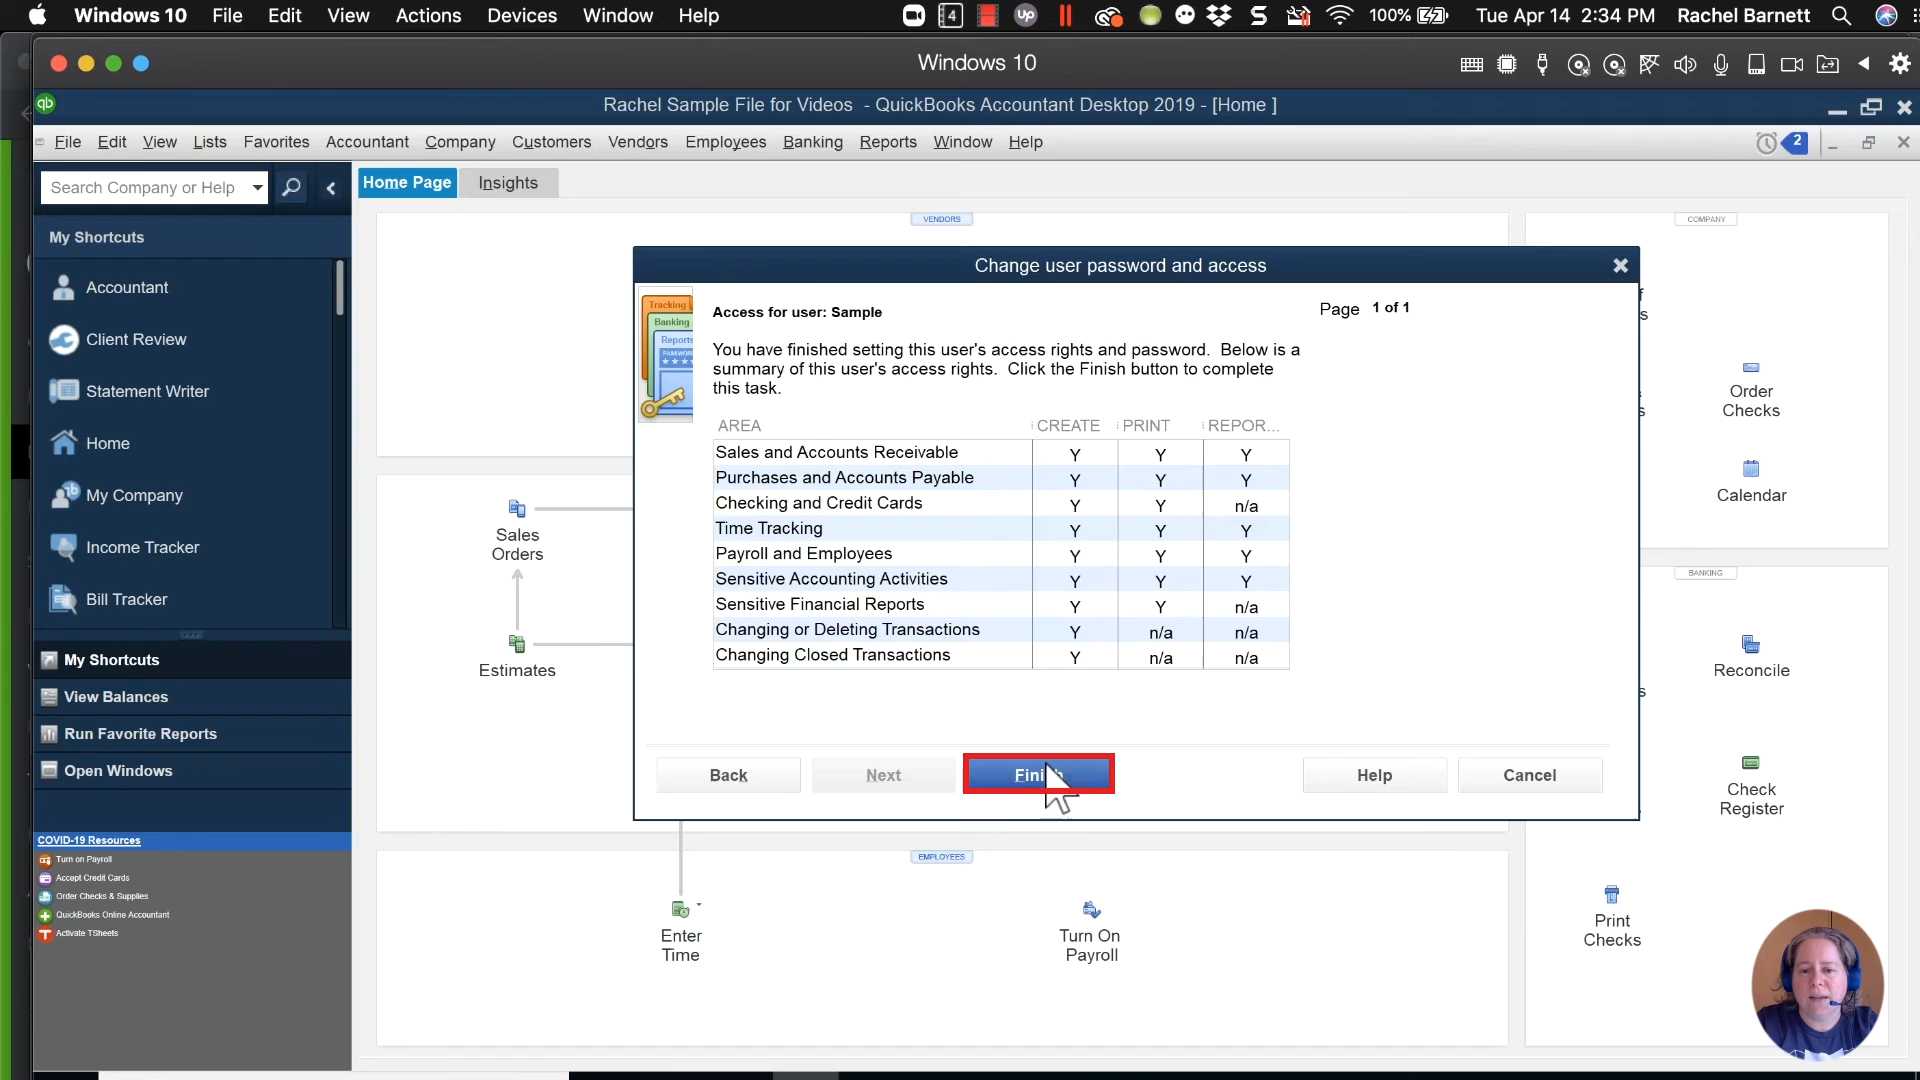 Windows 10 File Edit View Actions Devices Window Help
4 up S 100% Tue Apr 14 2:34 PM Rachel Barnett
Windows 10
qb
Rachel Sample File for Videos - QuickBooks Accountant Desktop 2019 - [Home ]
File Edit View Lists Favorites Accountant Company Customers Vendors Employees Banking Reports Window Help
2
Search Company or Help
Home Page Insights
My Shortcuts
Accountant
Client Review
Statement Writer
Home
My Company
Income Tracker
Bill Tracker
My Shortcuts
View Balances
Run Favorite Reports
Open Windows
COVID-19 Resources
Turn on Payroll
Accept Credit Cards
Order Checks & Supplies
QuickBooks Online Accountant
Activate TSheets
VENDORS
COMPANY
Sales
Orders
Estimates
Change user password and access
Tracking
Banking
Reports
PASSWORD
Access for user: Sample
Page 1 of 1
You have finished setting this user's access rights and password. Below is a
summary of this user's access rights. Click the Finish button to complete
this task.
AREA CREATE PRINT REPOR...
Sales and Accounts Receivable Y Y Y
Purchases and Accounts Payable Y Y Y
Checking and Credit Cards Y Y n/a
Time Tracking Y Y Y
Payroll and Employees Y Y Y
Sensitive Accounting Activities Y Y Y
Sensitive Financial Reports Y Y n/a
Changing or Deleting Transactions Y n/a n/a
Changing Closed Transactions Y n/a n/a
Back Next Finish Help Cancel
Order
Checks
Calendar
BANKING
Reconcile
Check
Register
Print
Checks
EMPLOYEES
Enter
Time
Turn On
Payroll